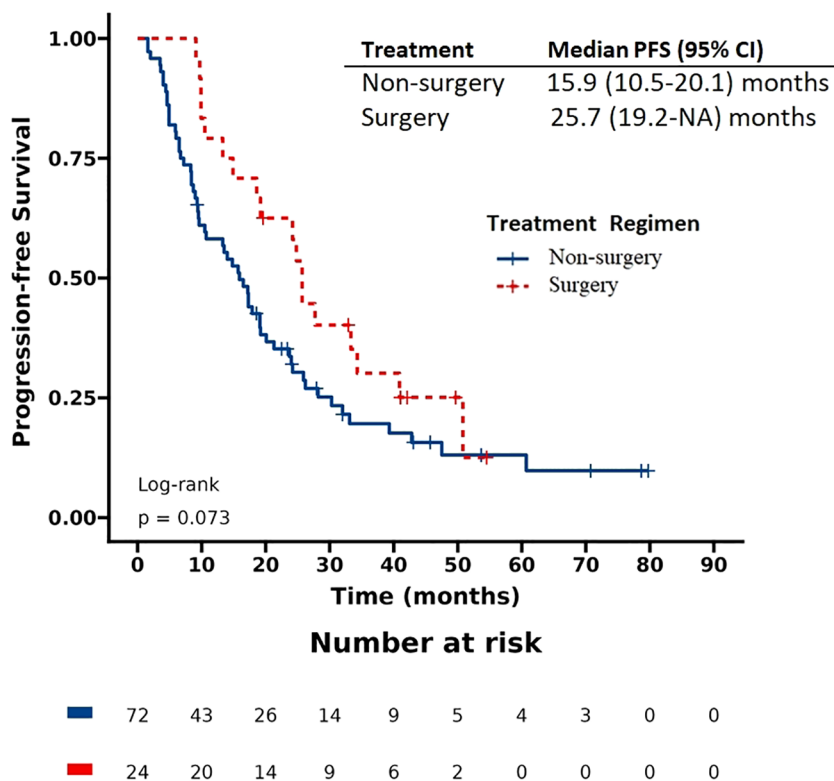 Treatment Median PFS (95% CI)
Non-surgery 15.9 (10.5-20.1) months
Surgery 25.7 (19.2-NA) months
Treatment Regimen
Non-surgery
Surgery
Progression-free Survival
1.00
0.75
0.50
0.25
0.00
Log-rank
p = 0.073
0 10 20 30 40 50 60 70 80 90
Time (months)
Number at risk
72 43 26 14 9 5 4 3 0 0
24 20 14 9 6 2 0 0 0 0